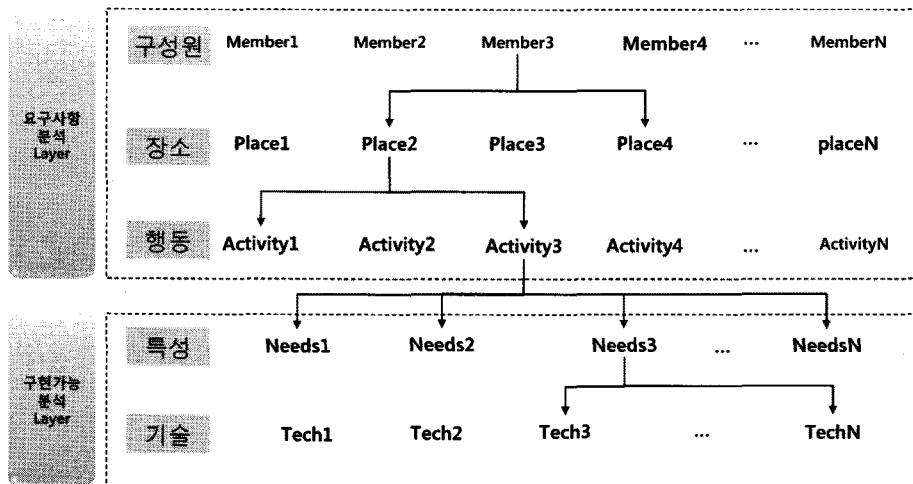 구성원 Member1 Member2 Member3 Member4 ... MemberN
요구사항
분석
Layer
장소 Place1 Place2 Place3 Place4 ... placeN
행동 Activity1 Activity2 Activity3 Activity4 ... ActivityN
특성 Needs1 Needs2 Needs3 ... NeedsN
구현가능
분석
Layer
기술 Tech1 Tech2 Tech3 ... TechN